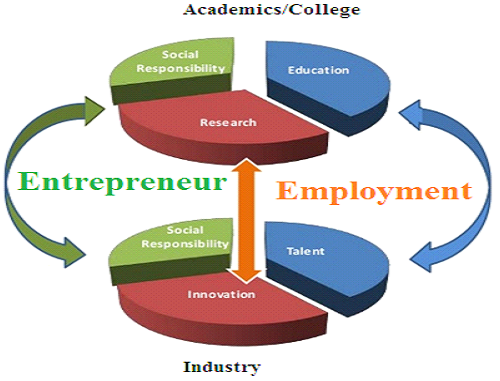 Academics/College
Social
Responsibility
Education
Research
Entrepreneur
Employment
Social
Responsibility
Talent
Innovation
Industry